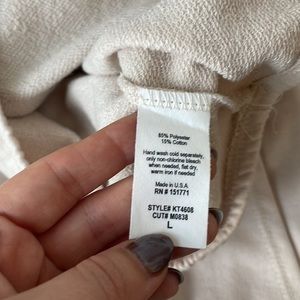 85% Polyester
15% Cotton
Hand wash cold separately,
only non-chlorine bleach
when needed, flat dry,
warm iron if needed
Made in U.S.A
RN # 151771
STYLE# KT4608
CUT# M0838
L